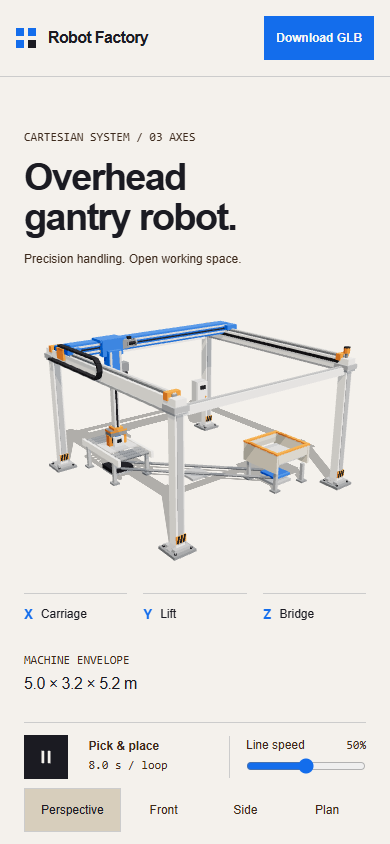 Robot Factory
Download GLB
CARTESIAN SYSTEM / 03 AXES
Overhead
gantry robot.
Precision handling. Open working space.
X Carriage
Y Lift
Z Bridge
MACHINE ENVELOPE
5.0 × 3.2 × 5.2 m
Pick & place
8.0 s / loop
Line speed 50%
Perspective
Front
Side
Plan